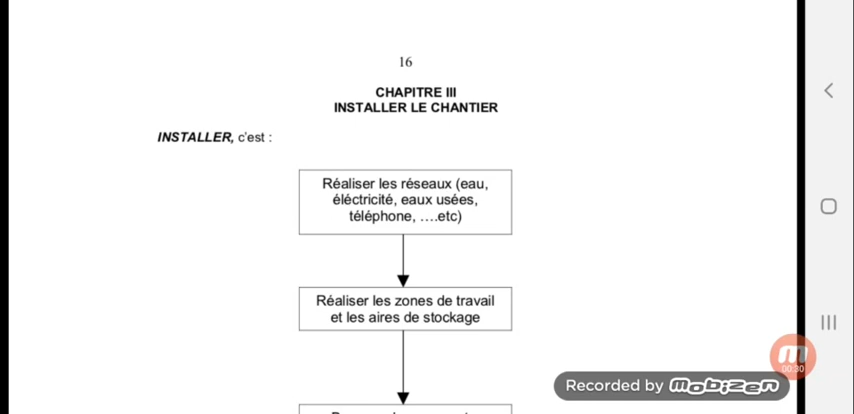 16
CHAPITRE III
INSTALLER LE CHANTIER
INSTALLER, c'est :
Réaliser les réseaux (eau,
éléctricité, eaux usées,
téléphone, ….etc)
Réaliser les zones de travail
et les aires de stockage
00:30
Recorded by Mobizen